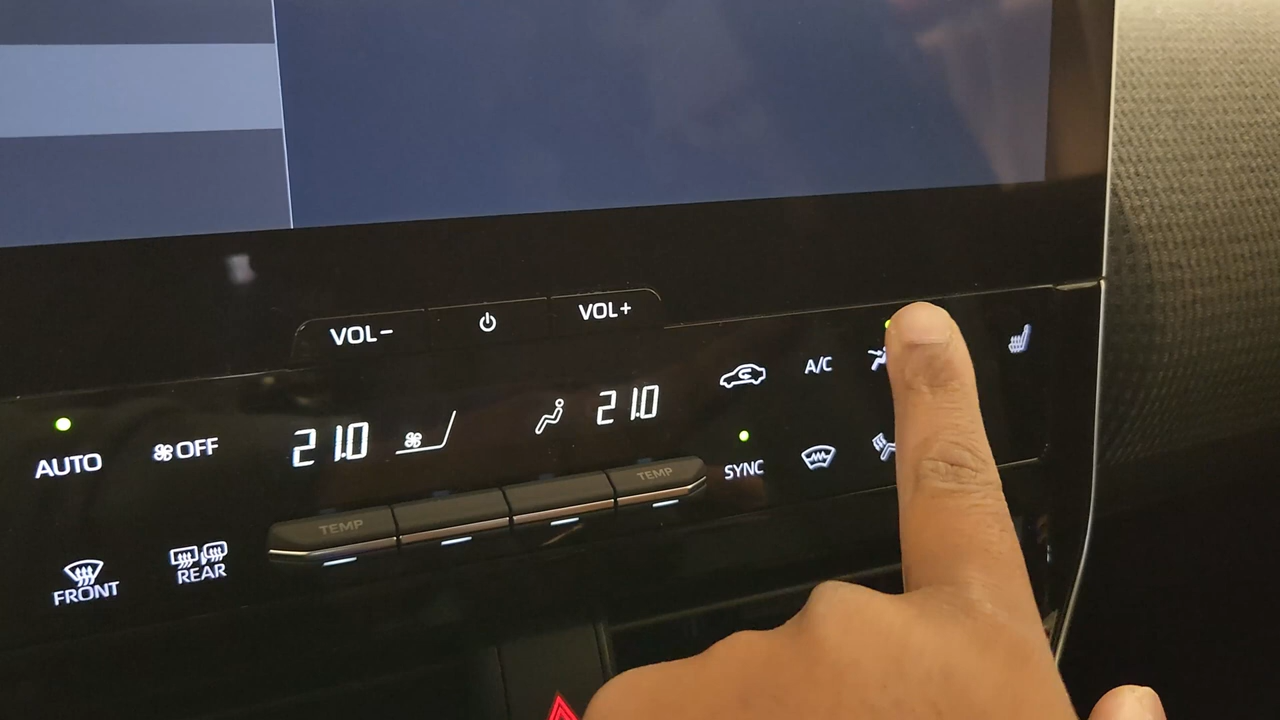 VOL− VOL+
A/C
21.0 21.0
AUTO OFF
SYNC
TEMP TEMP
FRONT REAR